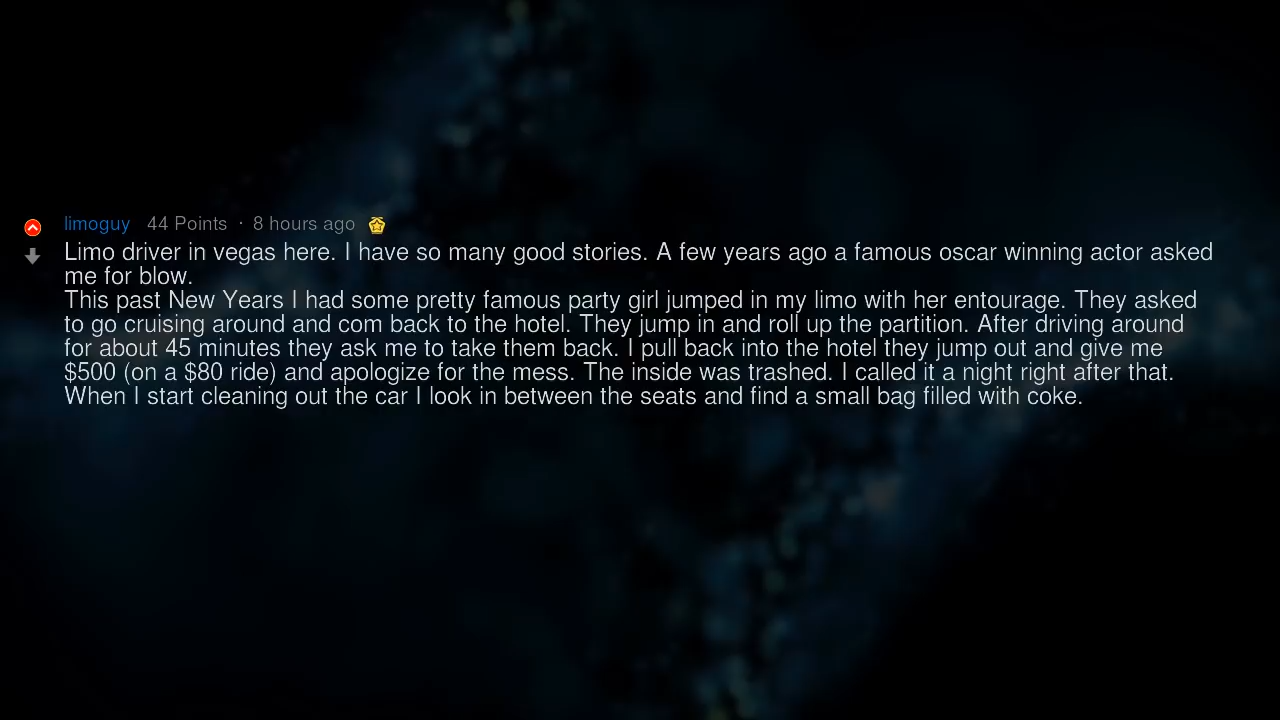 limoguy 44 Points · 8 hours ago
Limo driver in vegas here. I have so many good stories. A few years ago a famous oscar winning actor asked
me for blow.
This past New Years I had some pretty famous party girl jumped in my limo with her entourage. They asked
to go cruising around and com back to the hotel. They jump in and roll up the partition. After driving around
for about 45 minutes they ask me to take them back. I pull back into the hotel they jump out and give me
$500 (on a $80 ride) and apologize for the mess. The inside was trashed. I called it a night right after that.
When I start cleaning out the car I look in between the seats and find a small bag filled with coke.